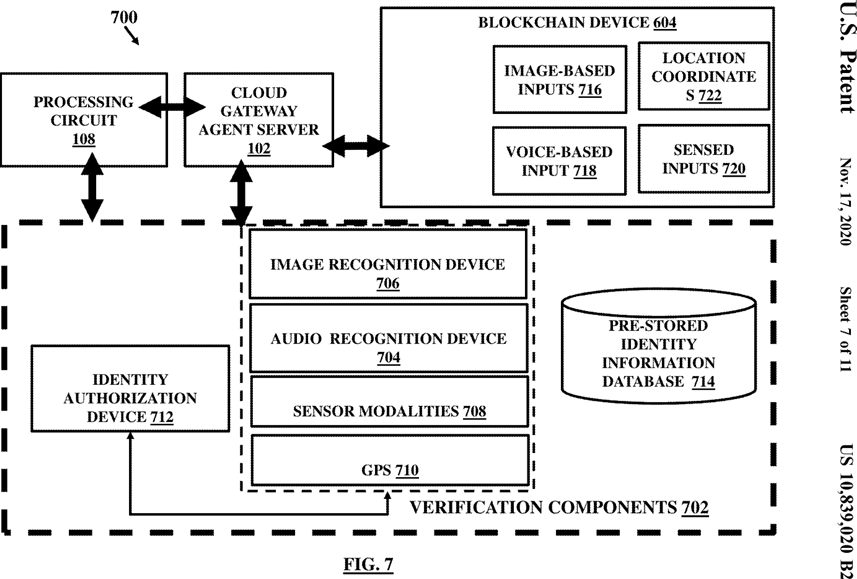 700
BLOCKCHAIN DEVICE 604
IMAGE-BASED
INPUTS 716
LOCATION
COORDINATE
S 722
VOICE-BASED
INPUT 718
SENSED
INPUTS 720
PROCESSING
CIRCUIT
108
CLOUD
GATEWAY
AGENT SERVER
102
IMAGE RECOGNITION DEVICE
706
AUDIO RECOGNITION DEVICE
704
SENSOR MODALITIES 708
GPS 710
IDENTITY
AUTHORIZATION
DEVICE 712
PRE-STORED
IDENTITY
INFORMATION
DATABASE 714
VERIFICATION COMPONENTS 702
FIG. 7
U.S. Patent
Nov. 17, 2020
Sheet 7 of 11
US 10,839,020 B2